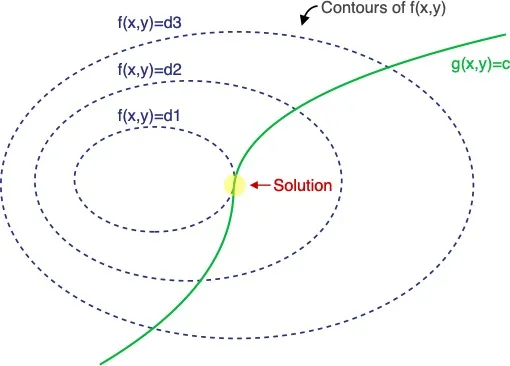 Contours of f(x,y)
f(x,y)=d3
g(x,y)=c
f(x,y)=d2
f(x,y)=d1
Solution